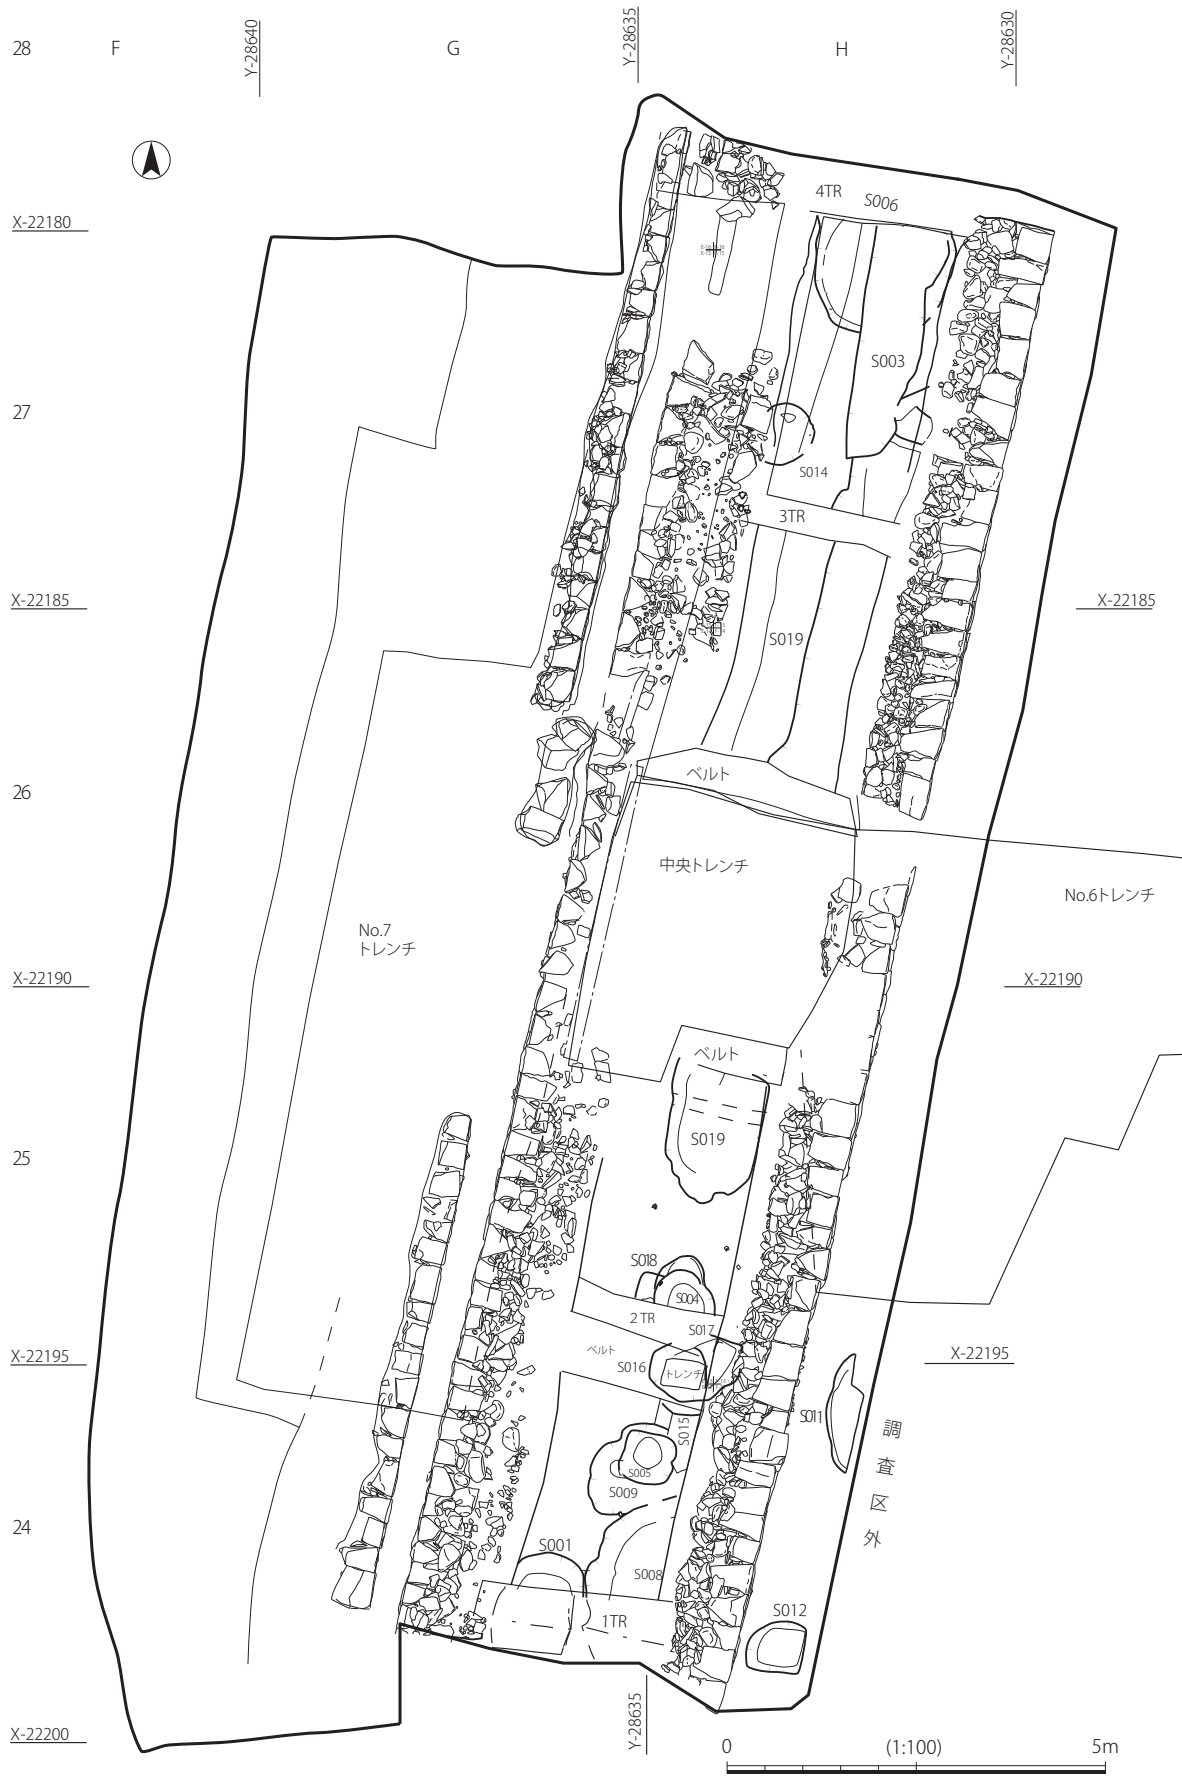 28
F
Y-28640
G
Y-28635
H
Y-28630
4TR
S006
X-22180
S003
27
S014
3TR
X-22185
X-22185
S019
ベルト
26
中央トレンチ
No.6トレンチ
No.7
トレンチ
X-22190
X-22190
ベルト
S019
25
S018
S004
2 TR
S017
ベルト
S016
トレンチ
X-22195
X-22195
S011
S015
調査区外
S005
S009
24
S001
S008
S012
1TR
Y-28635
X-22200
0
(1:100)
5m